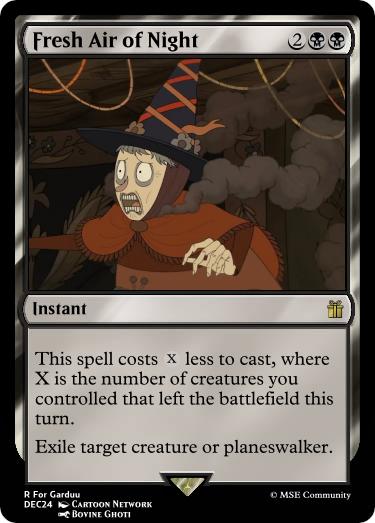 Fresh Air of Night 2
Instant
This spell costs X less to cast, where
X is the number of creatures you
controlled that left the battlefield this
turn.
Exile target creature or planeswalker.
R For Garduu
DEC24 Cartoon Network
Bovine Ghoti
© MSE Community